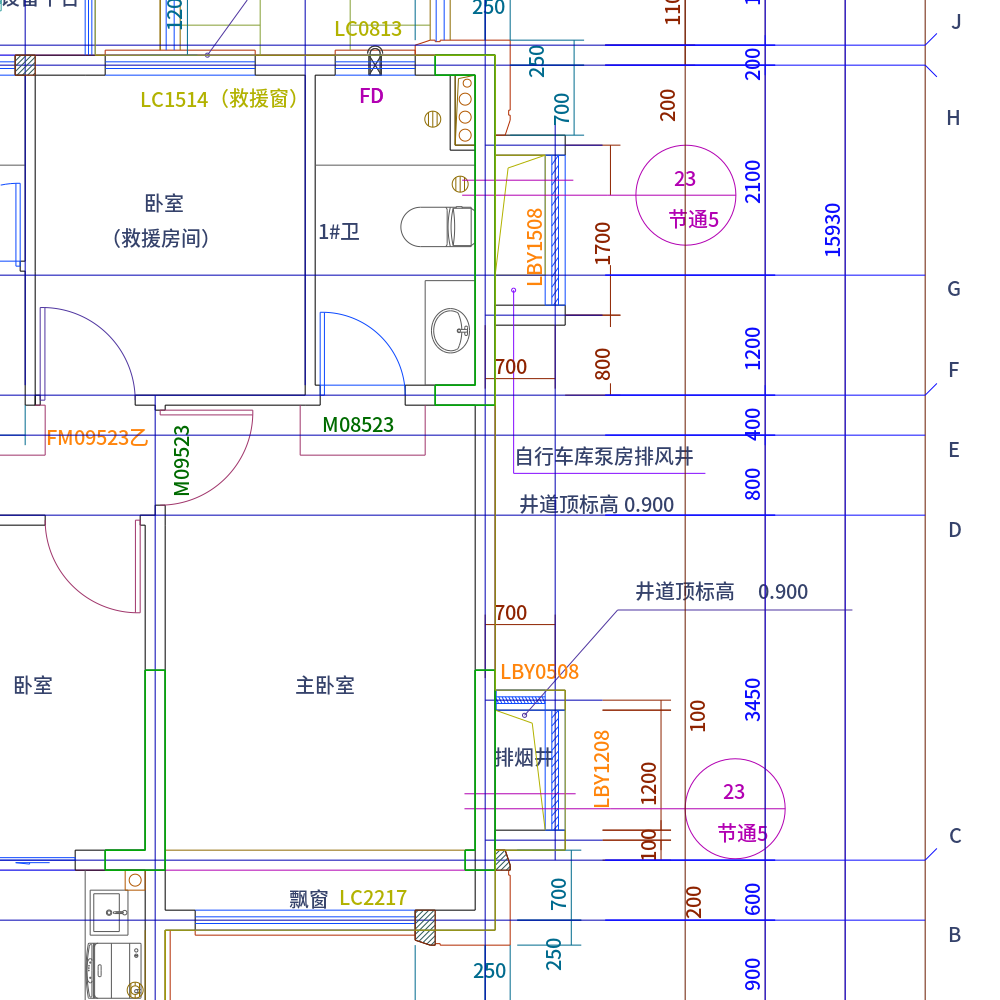 250
120
LC0813
J
250
200
LC1514（救援窗）
FD
700
200
H
23
节通5
2100
卧室
（救援房间）
1#卫
LBY1508
1700
15930
G
1200
700
800
F
FM09523乙
M09523
M08523
400
E
自行车库泵房排风井
800
井道顶标高 0.900
D
井道顶标高 0.900
700
LBY0508
卧室
主卧室
3450
100
排烟井
LBY1208
1200
23
节通5
100
C
飘窗 LC2217
700
200
600
B
250
250
900